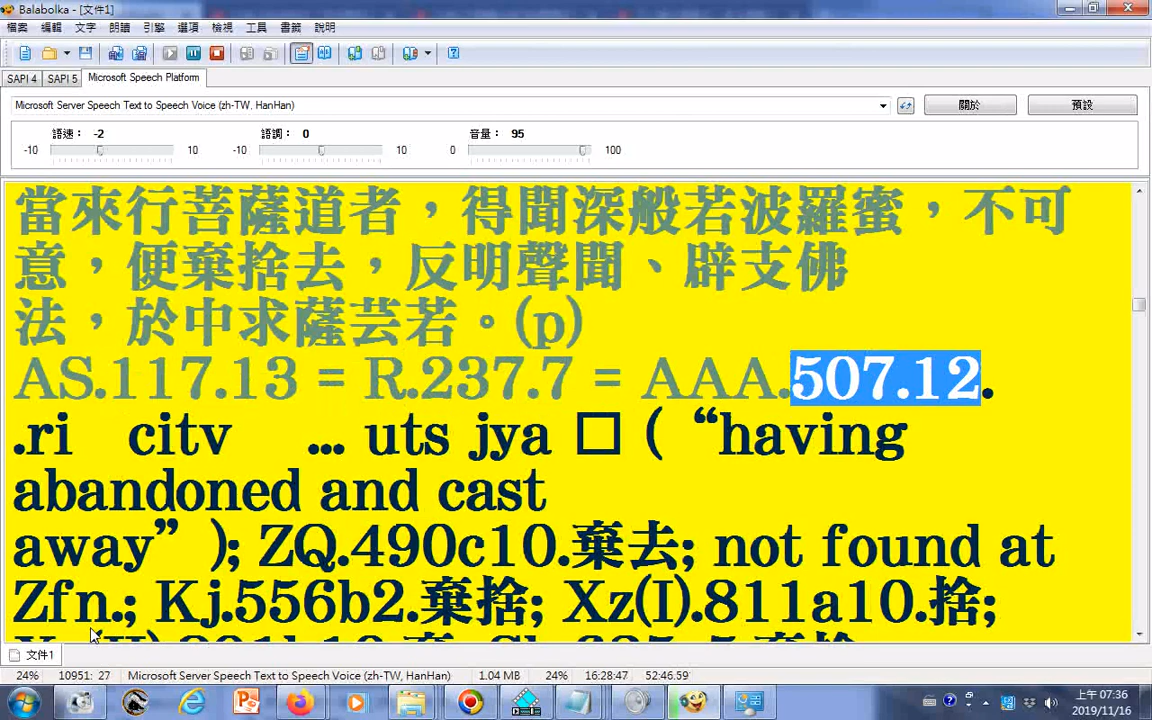 Balabolka - [文件1]
檔案 編輯 文字 朗讀 引擎 選項 檢視 工具 書籤 說明
SAPI 4 SAPI 5 Microsoft Speech Platform
Microsoft Server Speech Text to Speech Voice (zh-TW, HanHan) 關於 預設
語速： -2 語調： 0 音量： 95
-10 10 -10 10 0 100
當來行菩薩道者，得聞深般若波羅蜜，不可
意，便棄捨去，反明聲聞、辟支佛
法，於中求薩芸若。(p)
AS.117.13 = R.237.7 = AAA.507.12.
.ri citv ... uts jya □ (“having
abandoned and cast
away”); ZQ.490c10.棄去; not found at
Zfn.; Kj.556b2.棄捨; Xz(I).811a10.捨;
文件1
24% 10951: 27 Microsoft Server Speech Text to Speech Voice (zh-TW, HanHan) 1.04 MB 24% 16:28:47 52:46.59
上午 07:36
2019/11/16